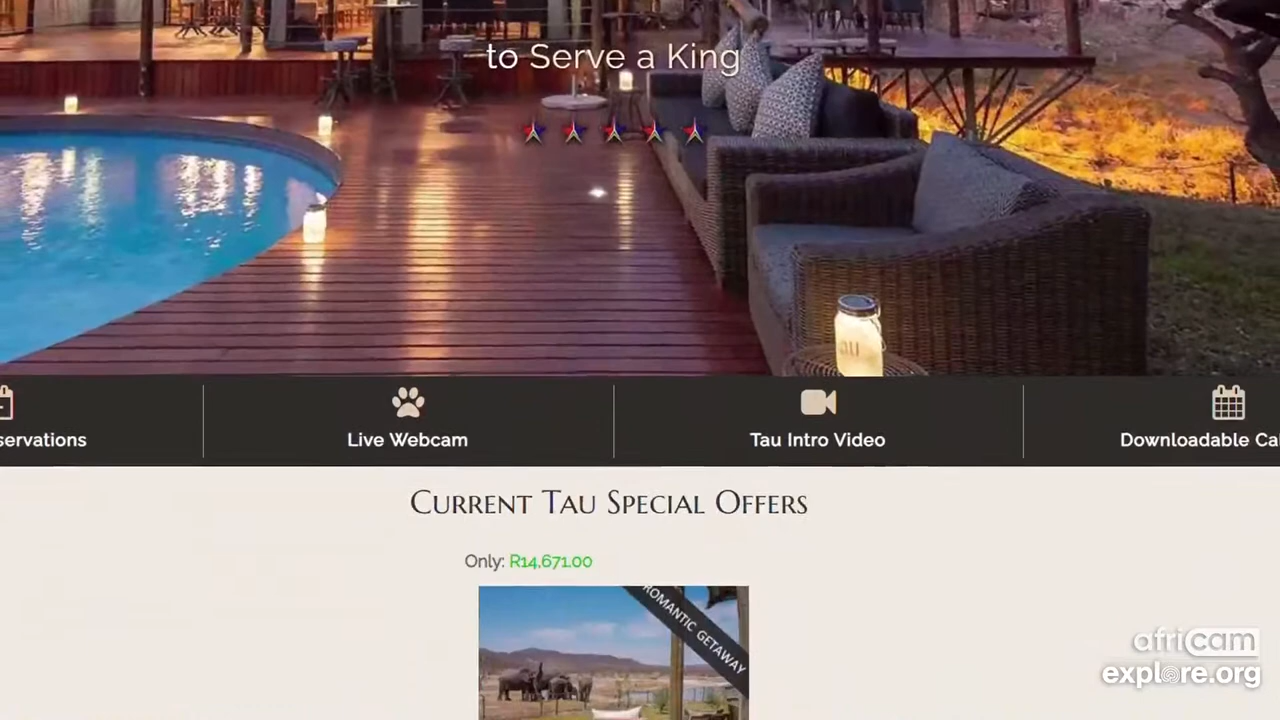 to Serve a King
servations
Live Webcam
Tau Intro Video
Downloadable Ca
Current Tau Special Offers
Only: R14,671.00
ROMANTIC GETAWAY
africam
explore.org